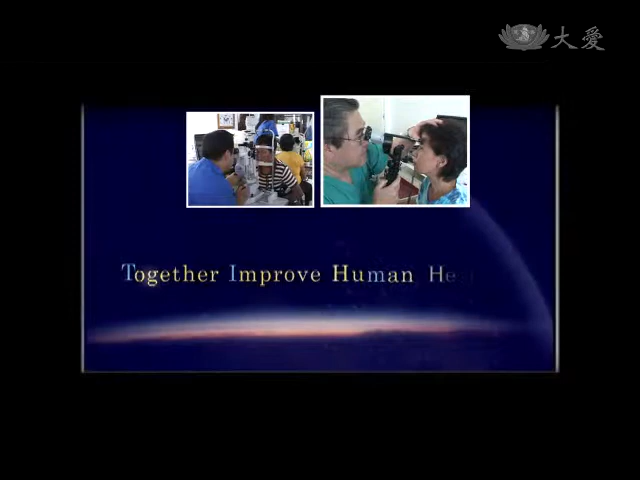 大愛
Together Improve Human He